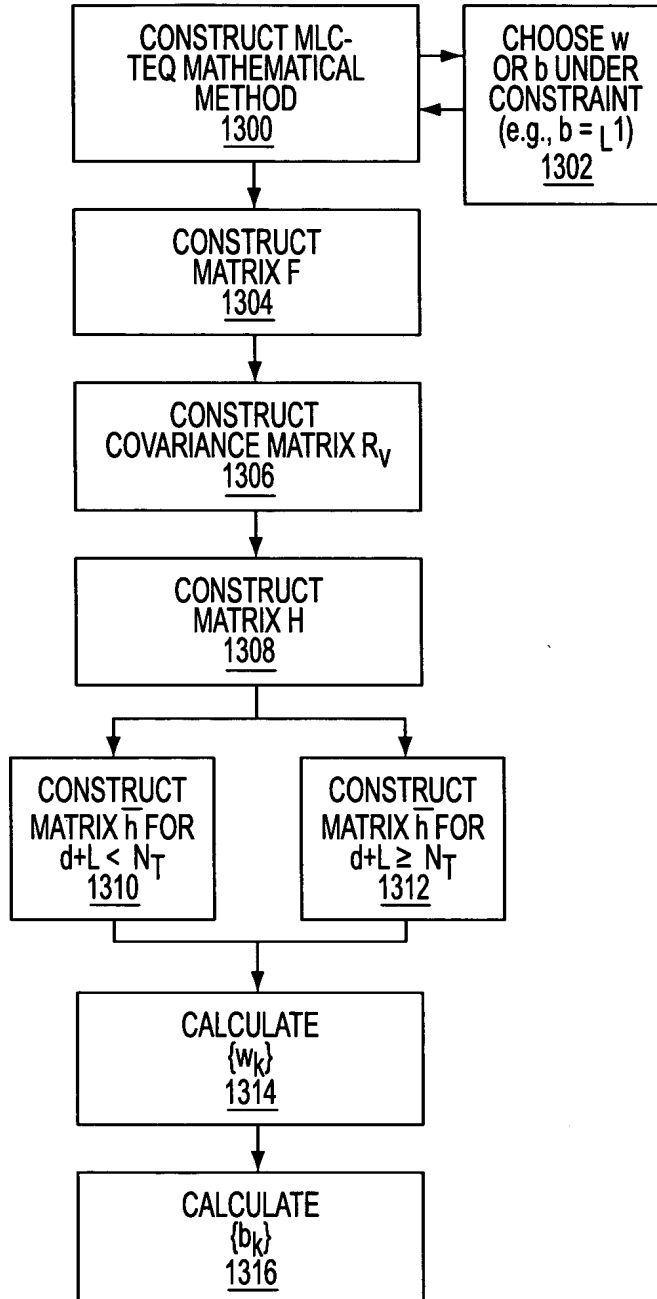 CONSTRUCT MLC-
TEQ MATHEMATICAL
METHOD
1300
CHOOSE w
OR b UNDER
CONSTRAINT
(e.g., b = L1)
1302
CONSTRUCT
MATRIX F
1304
CONSTRUCT
COVARIANCE MATRIX Rv
1306
CONSTRUCT
MATRIX H
1308
CONSTRUCT
MATRIX h̅ FOR
d+L < NT
1310
CONSTRUCT
MATRIX h̅ FOR
d+L ≥ NT
1312
CALCULATE
{wk}
1314
CALCULATE
{bk}
1316